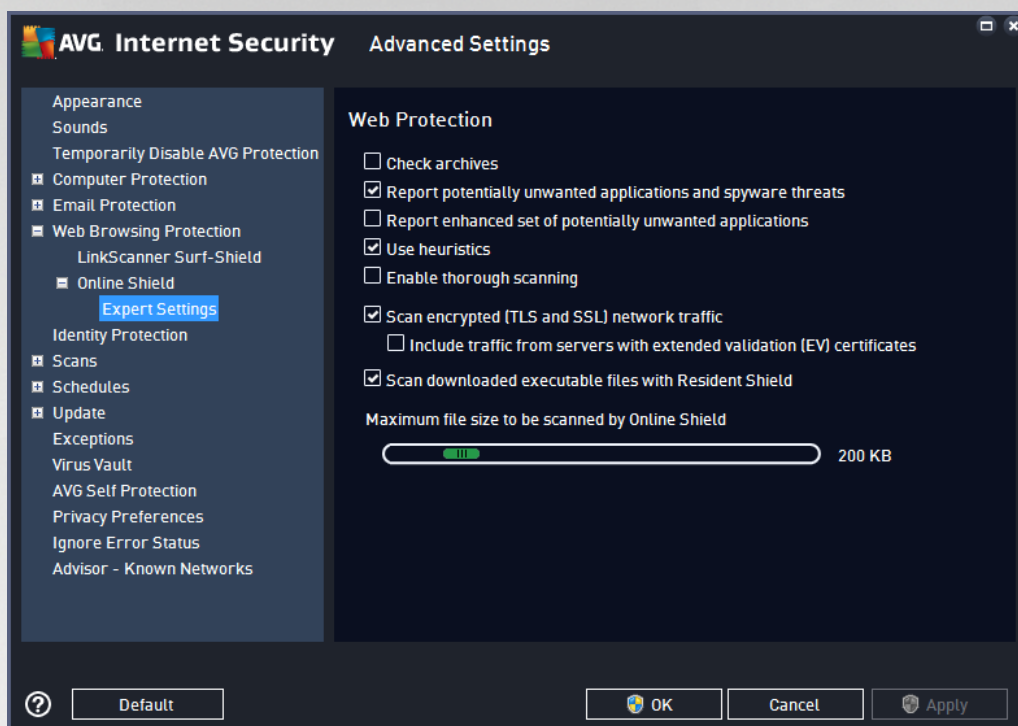 AVG. Internet Security Advanced Settings
Appearance
Sounds
Temporarily Disable AVG Protection
Computer Protection
Email Protection
Web Browsing Protection
LinkScanner Surf-Shield
Online Shield
Expert Settings
Identity Protection
Scans
Schedules
Update
Exceptions
Virus Vault
AVG Self Protection
Privacy Preferences
Ignore Error Status
Advisor - Known Networks
Web Protection
Check archives
Report potentially unwanted applications and spyware threats
Report enhanced set of potentially unwanted applications
Use heuristics
Enable thorough scanning
Scan encrypted (TLS and SSL) network traffic
Include traffic from servers with extended validation (EV) certificates
Scan downloaded executable files with Resident Shield
Maximum file size to be scanned by Online Shield
200 KB
? Default OK Cancel Apply